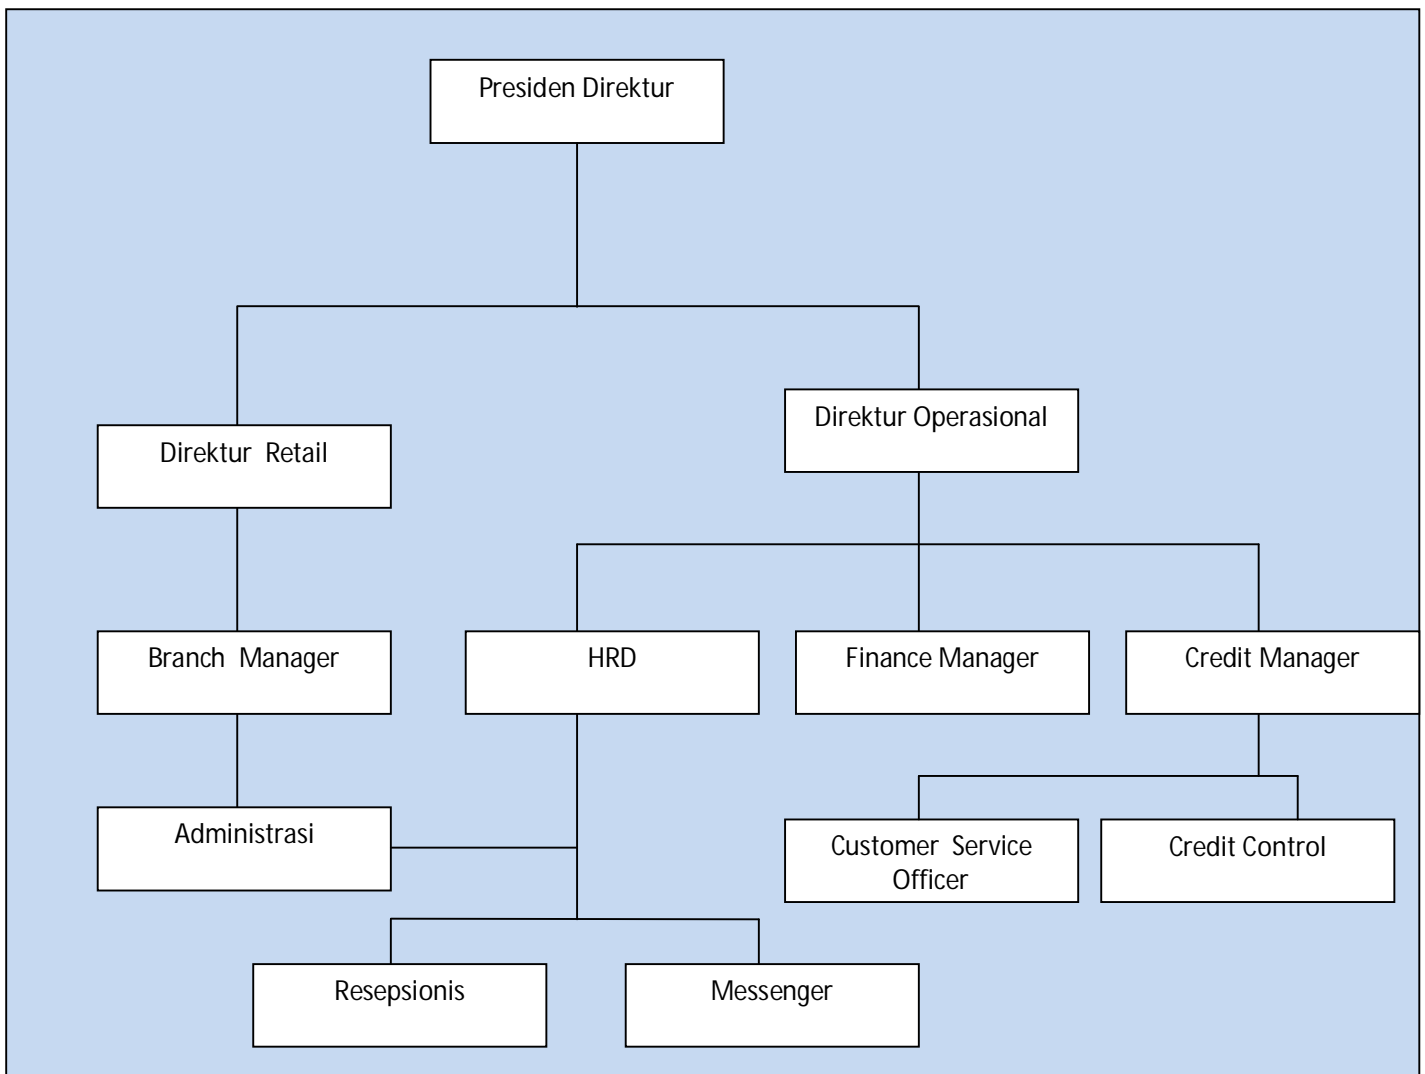 Presiden Direktur
Direktur Operasional
Direktur Retail
Branch Manager
HRD
Finance Manager
Credit Manager
Administrasi
Customer Service
Officer
Credit Control
Resepsionis
Messenger